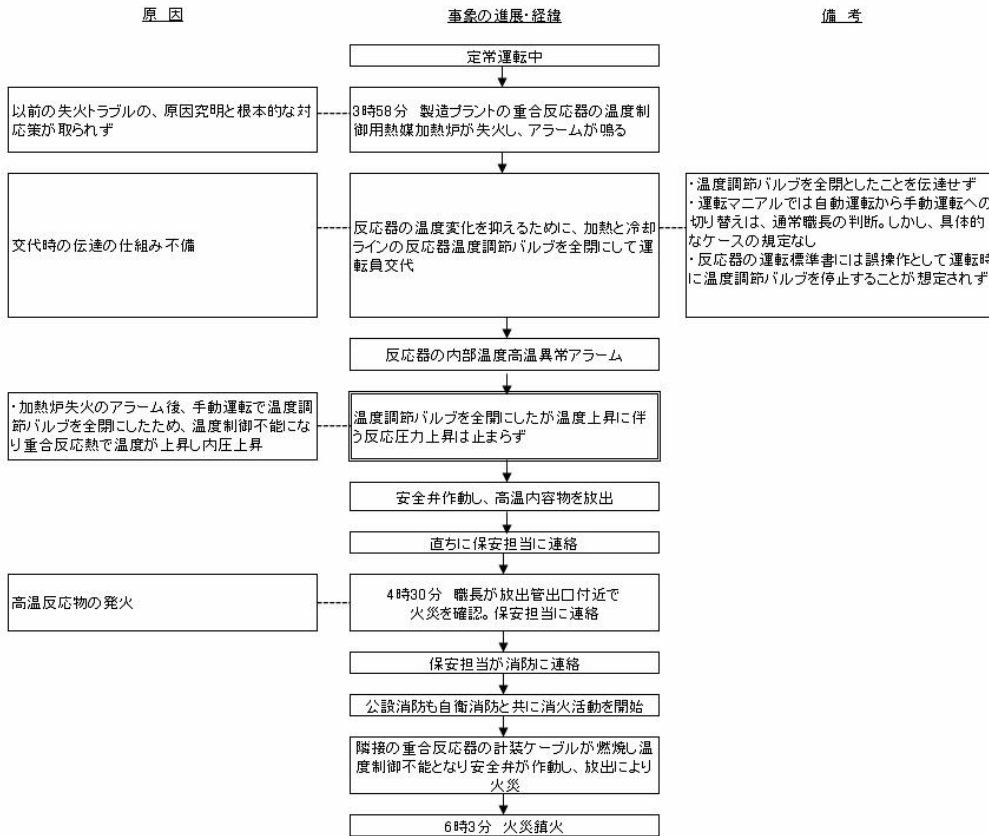 原 因
事象の進展・経緯
備 考
定常運転中
以前の失火トラブルの、原因究明と根本的な対
応策が取られず
3時58分 製造プラントの重合反応器の温度制
御用熱媒加熱炉が失火し、アラームが鳴る
交代時の伝達の仕組み不備
反応器の温度変化を抑えるために、加熱と冷却
ラインの反応器温度調節バルブを全閉にして運
転員交代
・温度調節バルブを全閉としたことを伝達せず
・運転マニアルでは自動運転から手動運転への
切り替えは、通常職長の判断。しかし、具体的
なケースの規定なし
・反応器の運転標準書には誤操作として運転時
に温度調節バルブを停止することが想定されず
反応器の内部温度高温異常アラーム
・加熱炉失火のアラーム後、手動運転で温度調
節バルブを全閉にしたため、温度制御不能にな
り重合反応熱で温度が上昇し内圧上昇
温度調節バルブを全開にしたが温度上昇に伴
う反応圧力上昇は止まらず
安全弁作動し、高温内容物を放出
直ちに保安担当に連絡
高温反応物の発火
4時30分 職長が放出管出口付近で
火災を確認。保安担当に連絡
保安担当が消防に連絡
公設消防も自衛消防と共に消火活動を開始
隣接の重合反応器の計装ケーブルが燃焼し温
度制御不能となり安全弁が作動し、放出により
火災
6時3分 火災鎮火